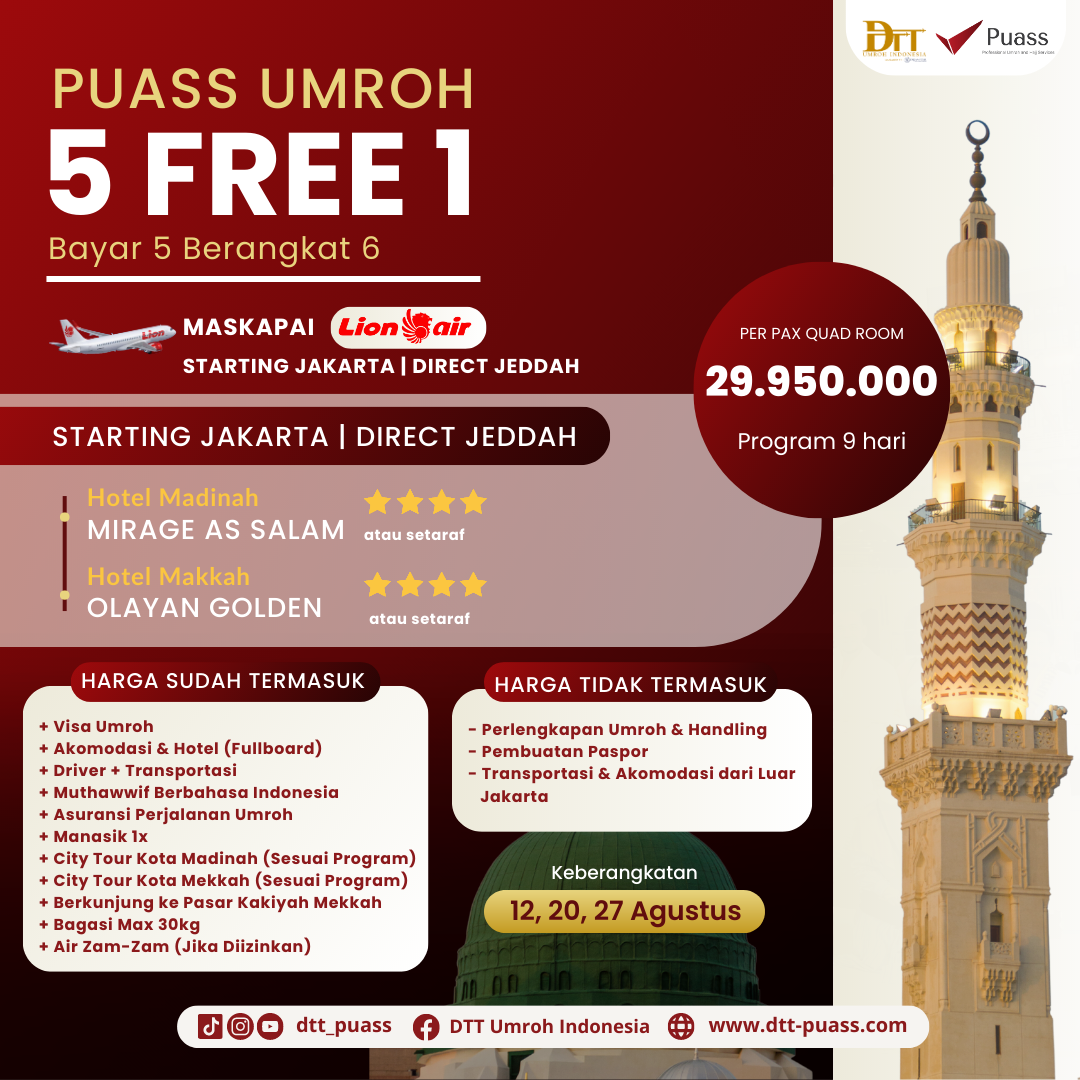 DTT
UMROH INDONESIA
Puass
PUASS UMROH
5 FREE 1
Bayar 5 Berangkat 6
Lion
MASKAPAI Lion air
STARTING JAKARTA | DIRECT JEDDAH
PER PAX QUAD ROOM
29.950.000
Program 9 hari
STARTING JAKARTA | DIRECT JEDDAH
Hotel Madinah
MIRAGE AS SALAM
atau setaraf
Hotel Makkah
OLAYAN GOLDEN
atau setaraf
HARGA SUDAH TERMASUK
+ Visa Umroh
+ Akomodasi & Hotel (Fullboard)
+ Driver + Transportasi
+ Muthawwif Berbahasa Indonesia
+ Asuransi Perjalanan Umroh
+ Manasik 1x
+ City Tour Kota Madinah (Sesuai Program)
+ City Tour Kota Mekkah (Sesuai Program)
+ Berkunjung ke Pasar Kakiyah Mekkah
+ Bagasi Max 30kg
+ Air Zam-Zam (Jika Diizinkan)
HARGA TIDAK TERMASUK
- Perlengkapan Umroh & Handling
- Pembuatan Paspor
- Transportasi & Akomodasi dari Luar
Jakarta
Keberangkatan
12, 20, 27 Agustus
dtt_puass DTT Umroh Indonesia www.dtt-puass.com